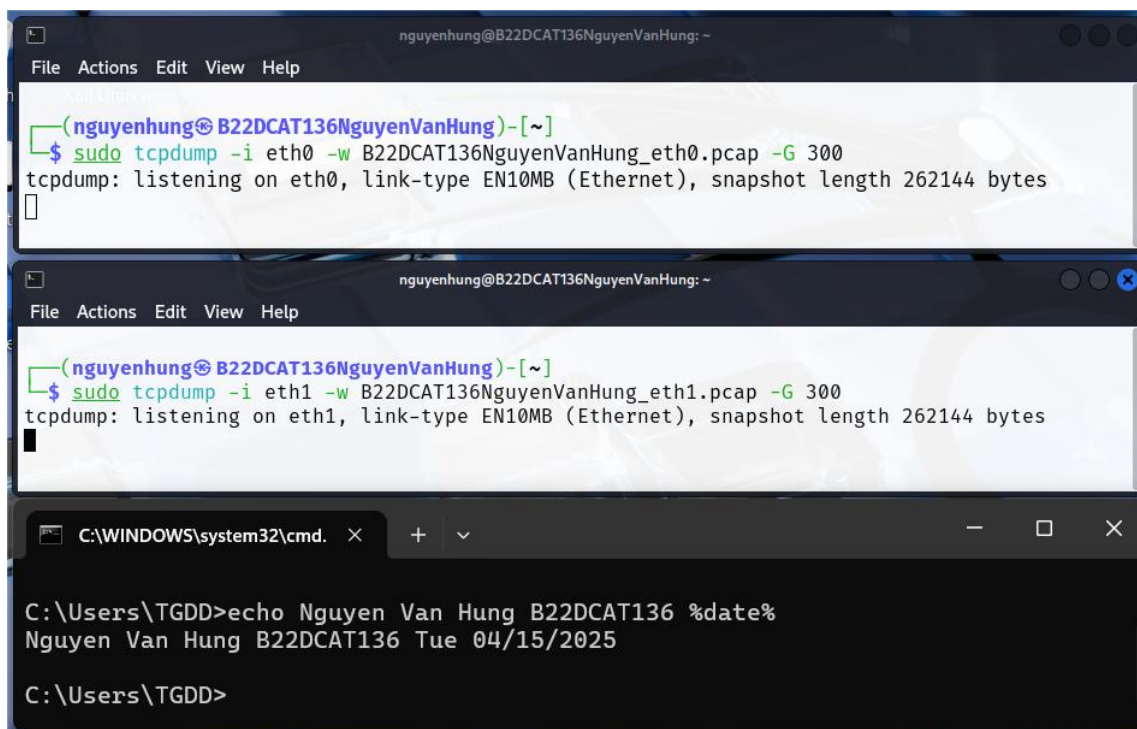 nguyenhung@B22DCAT136NguyenVanHung: ~
File Actions Edit View Help
(nguyenhung㉿B22DCAT136NguyenVanHung)-[~]
$ sudo tcpdump -i eth0 -w B22DCAT136NguyenVanHung_eth0.pcap -G 300
tcpdump: listening on eth0, link-type EN10MB (Ethernet), snapshot length 262144 bytes
nguyenhung@B22DCAT136NguyenVanHung: ~
File Actions Edit View Help
(nguyenhung㉿B22DCAT136NguyenVanHung)-[~]
$ sudo tcpdump -i eth1 -w B22DCAT136NguyenVanHung_eth1.pcap -G 300
tcpdump: listening on eth1, link-type EN10MB (Ethernet), snapshot length 262144 bytes
C:\WINDOWS\system32\cmd.
C:\Users\TGDD>echo Nguyen Van Hung B22DCAT136 %date%
Nguyen Van Hung B22DCAT136 Tue 04/15/2025
C:\Users\TGDD>